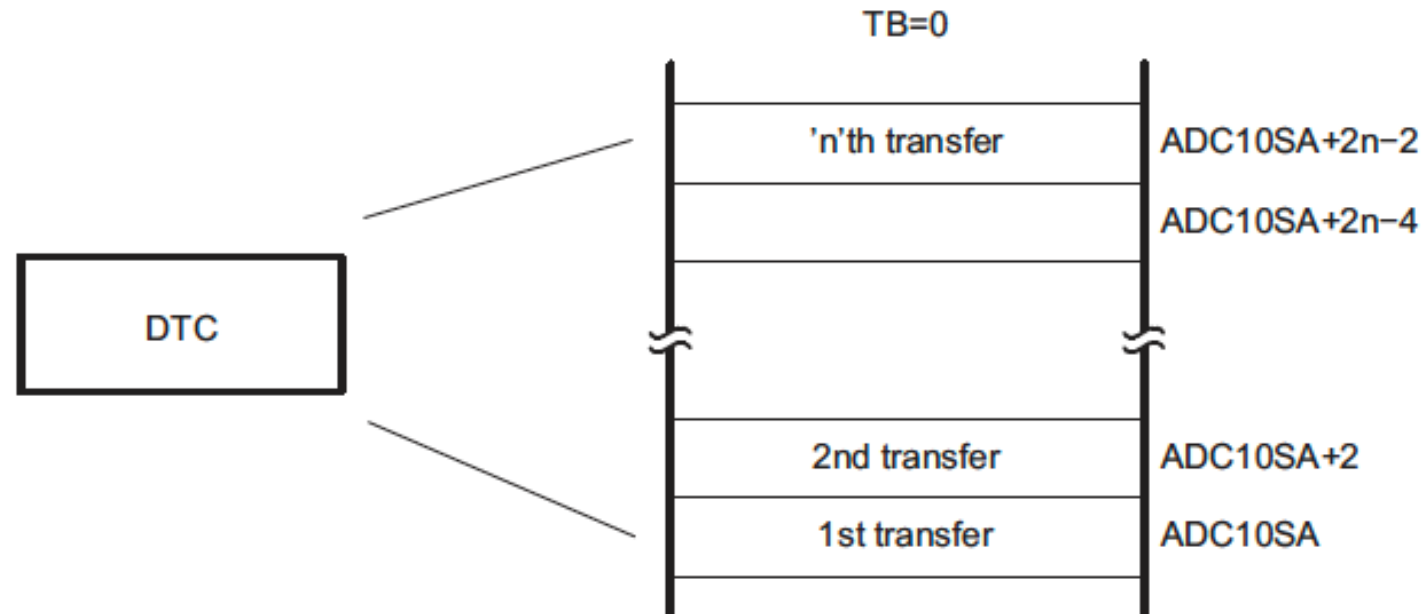 TB=0
'n'th transfer
ADC10SA+2n−2
ADC10SA+2n−4
DTC
2nd transfer
ADC10SA+2
1st transfer
ADC10SA